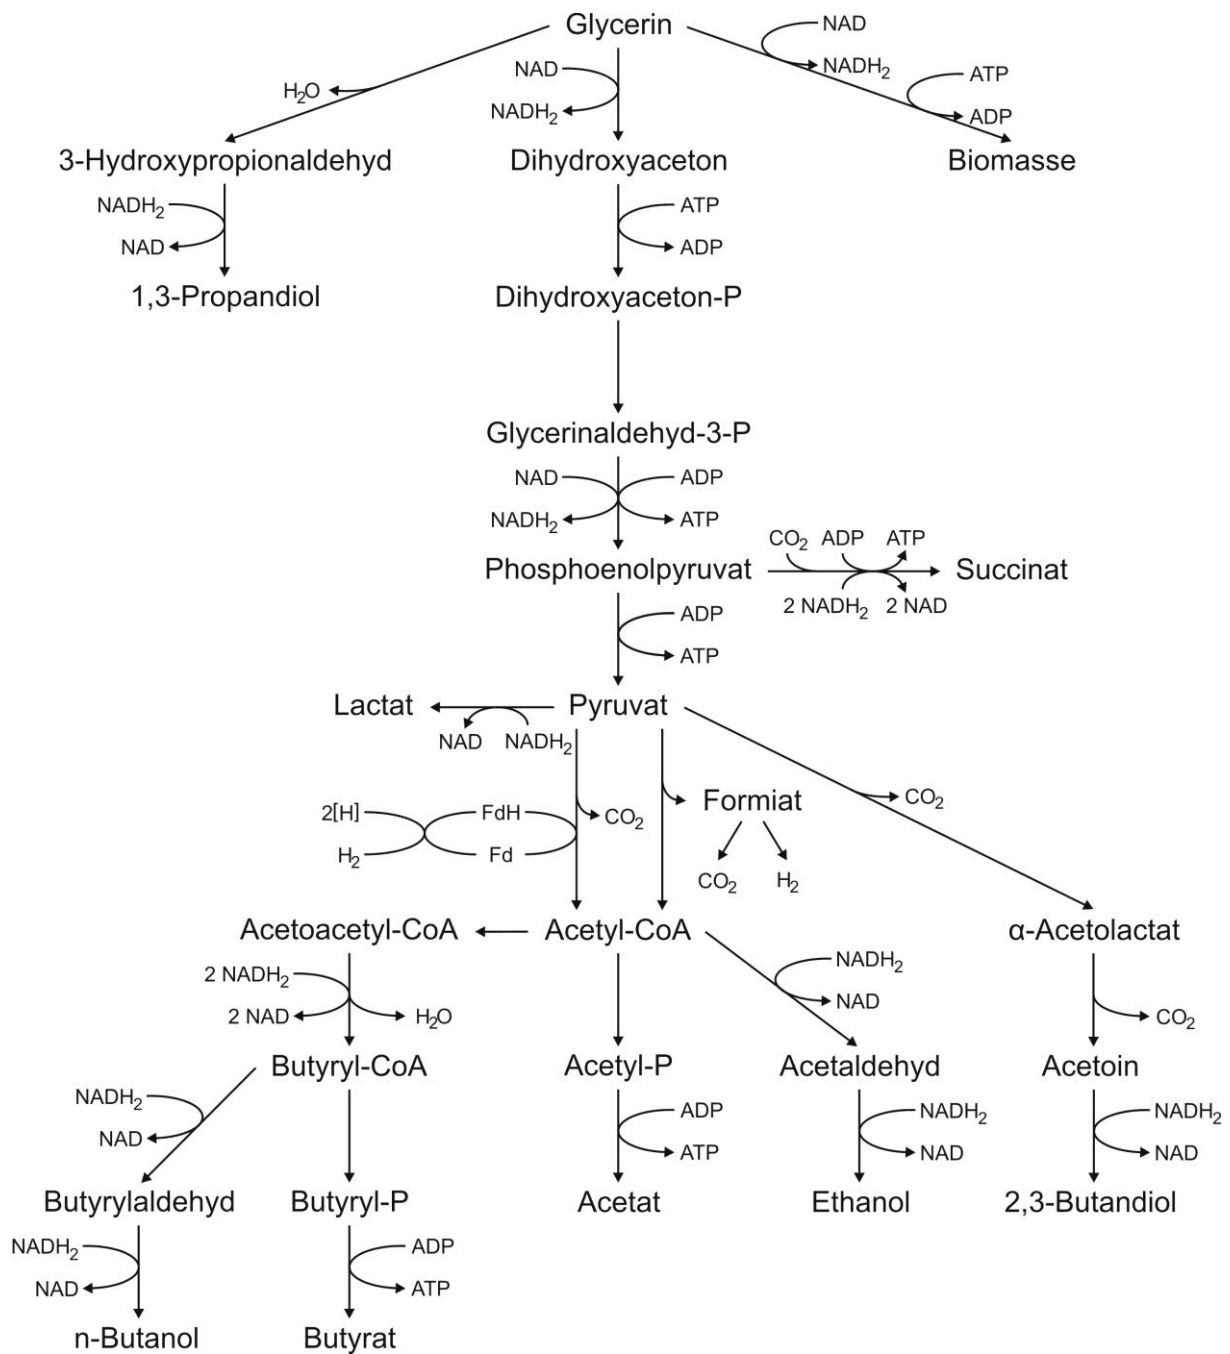 Glycerin
NAD
NADH₂
ATP
ADP
NAD
NADH₂
H₂O
3-Hydroxypropionaldehyd
Dihydroxyaceton
Biomasse
NADH₂
NAD
ATP
ADP
1,3-Propandiol
Dihydroxyaceton-P
Glycerinaldehyd-3-P
NAD
ADP
NADH₂
ATP
CO₂ ADP ATP
Phosphoenolpyruvat
Succinat
2 NADH₂ 2 NAD
ADP
ATP
Lactat
Pyruvat
NAD NADH₂
2[H]
FdH
CO₂
Formiat
CO₂
H₂
Fd
CO₂
H₂
Acetoacetyl-CoA
Acetyl-CoA
α-Acetolactat
2 NADH₂
2 NAD
H₂O
NADH₂
NAD
CO₂
Butyryl-CoA
Acetyl-P
Acetaldehyd
Acetoin
NADH₂
NAD
ADP
ATP
NADH₂
NAD
NADH₂
NAD
Butyrylaldehyd
Butyryl-P
Acetat
Ethanol
2,3-Butandiol
NADH₂
NAD
ADP
ATP
n-Butanol
Butyrat